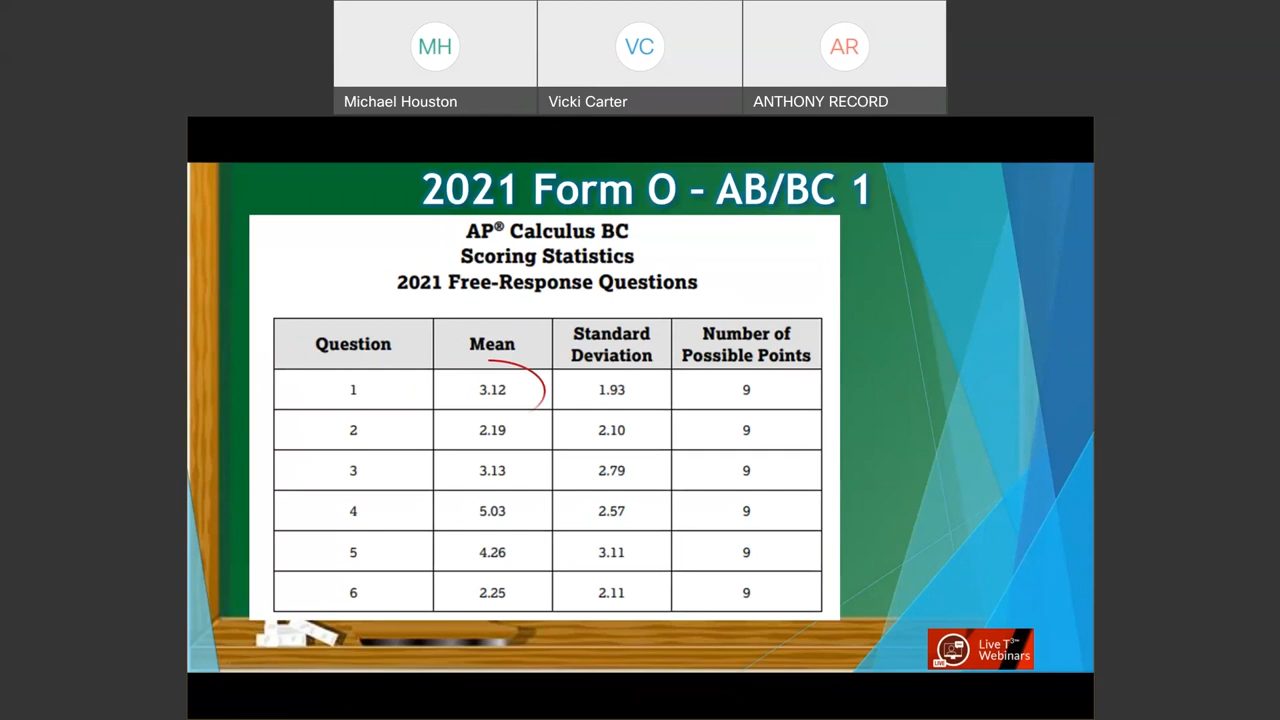 MH
VC
AR
Michael Houston
Vicki Carter
ANTHONY RECORD
2021 Form O – AB/BC 1
AP® Calculus BC
Scoring Statistics
2021 Free-Response Questions
Question Mean Standard Deviation Number of Possible Points
1 3.12 1.93 9
2 2.19 2.10 9
3 3.13 2.79 9
4 5.03 2.57 9
5 4.26 3.11 9
6 2.25 2.11 9
Live T³™
Webinars
LIVE